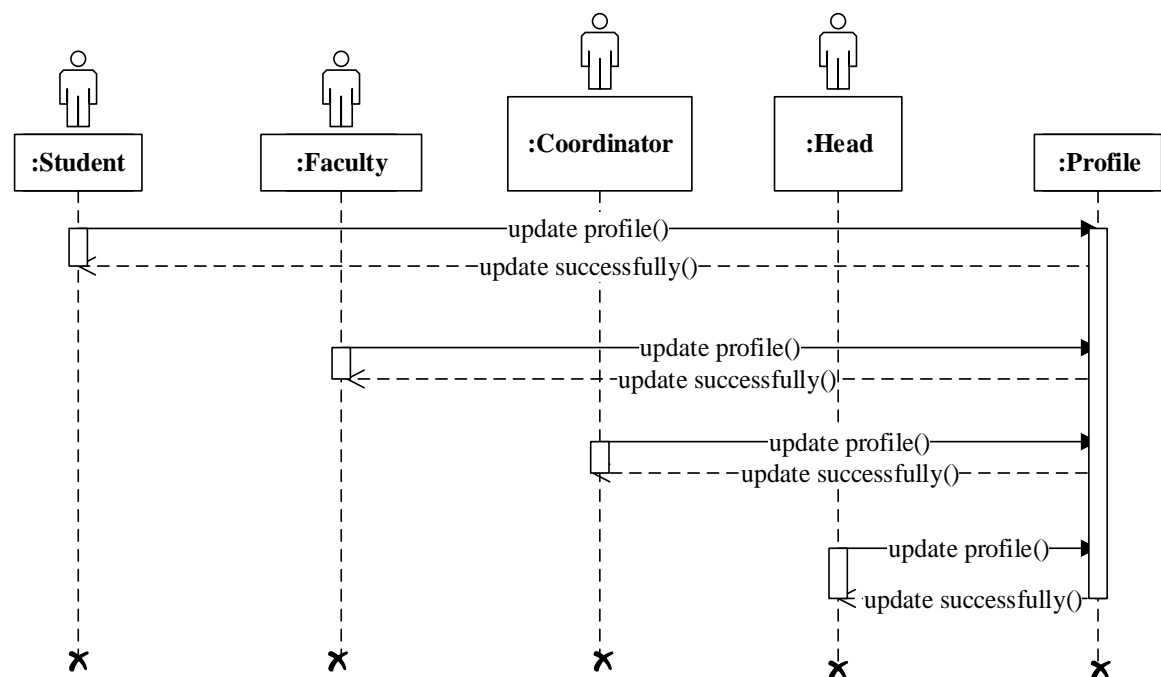 :Student
:Faculty
:Coordinator
:Head
:Profile
update profile()
update successfully()
update profile()
update successfully()
update profile()
update successfully()
update profile()
update successfully()